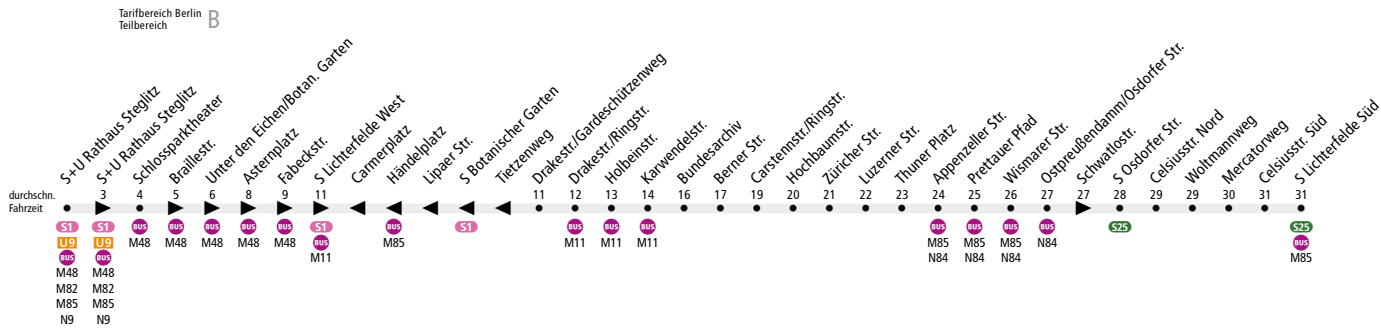 Tarifbereich Berlin
Teilbereich
B
S+U Rathaus Steglitz
S+U Rathaus Steglitz
Schlossparktheater
Braillestr.
Unter den Eichen/Botan. Garten
Asternplatz
Fabeckstr.
S Lichterfelde West
Carmerplatz
Händelplatz
Lipaer Str.
S Botanischer Garten
Tietzenweg
Drakestr./Gardeschützenweg
Drakestr./Ringstr.
Holbeinstr.
Karwendelstr.
Bundesarchiv
Berner Str.
Carstennstr./Ringstr.
Hochbaumstr.
Züricher Str.
Luzerner Str.
Thuner Platz
Appenzeller Str.
Prettauer Pfad
Wismarer Str.
Ostpreußendamm/Osdorfer Str.
Schwatlostr.
S Osdorfer Str.
Celsiusstr. Nord
Woltmannweg
Mercatorweg
Celsiusstr. Süd
S Lichterfelde Süd
durchschn. 3 4 5 6 8 9 11 11 12 13 14 16 17 19 20 21 22 23 24 25 26 27 27 28 29 29 30 31 31
Fahrzeit
S1 S1 BUS BUS BUS BUS BUS S1 BUS S1 BUS BUS BUS BUS BUS BUS BUS S25 S25
U9 U9 M48 M48 M48 M48 M48 BUS M85 M11 M11 M11 M85 M85 M85 N84 BUS
BUS BUS M11 N84 N84 N84 M85
M48 M48
M82 M82
M85 M85
N9 N9